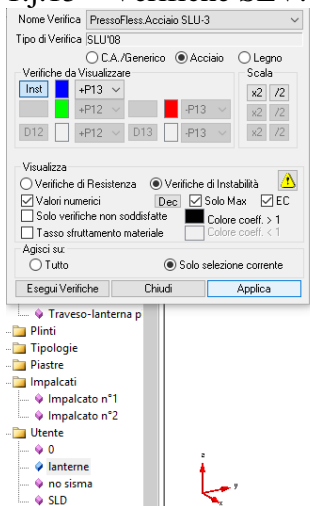 Nome Verifica PressoFless.Acciaio SLU-3
Tipo di Verifica SLU'08
C.A./Generico Acciaio Legno
Verifiche da Visualizzare Scala
Inst +P13 x2 /2
+P12 -P13 x2 /2
D12 +P12 D13 -P13 x2 /2
Visualizza
Verifiche di Resistenza Verifiche di Instabilità
Valori numerici Dec Solo Max EC
Solo verifiche non soddisfatte Colore coeff. > 1
Tasso sfruttamento materiale Colore coeff. < 1
Agisci su:
Tutto Solo selezione corrente
Esegui Verifiche Chiudi Applica
Traveso-lanterna p
Plinti
Tipologie
Piastre
Impalcati
Impalcato n°1
Impalcato n°2
Utente
0
lanterne
no sisma
SLD
z
y
x